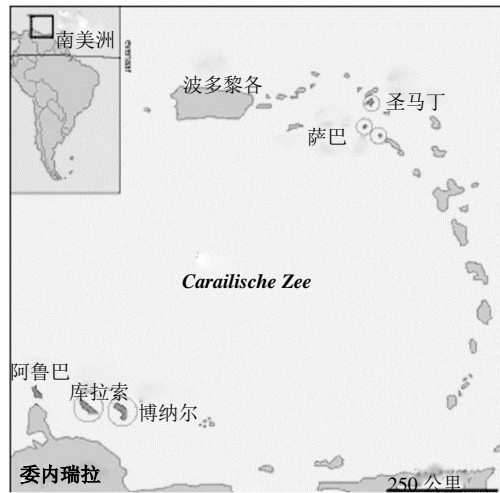 南美洲
evenaar
波多黎各
圣马丁
萨巴
Carailische Zee
阿鲁巴
库拉索
博纳尔
委内瑞拉
250 公里